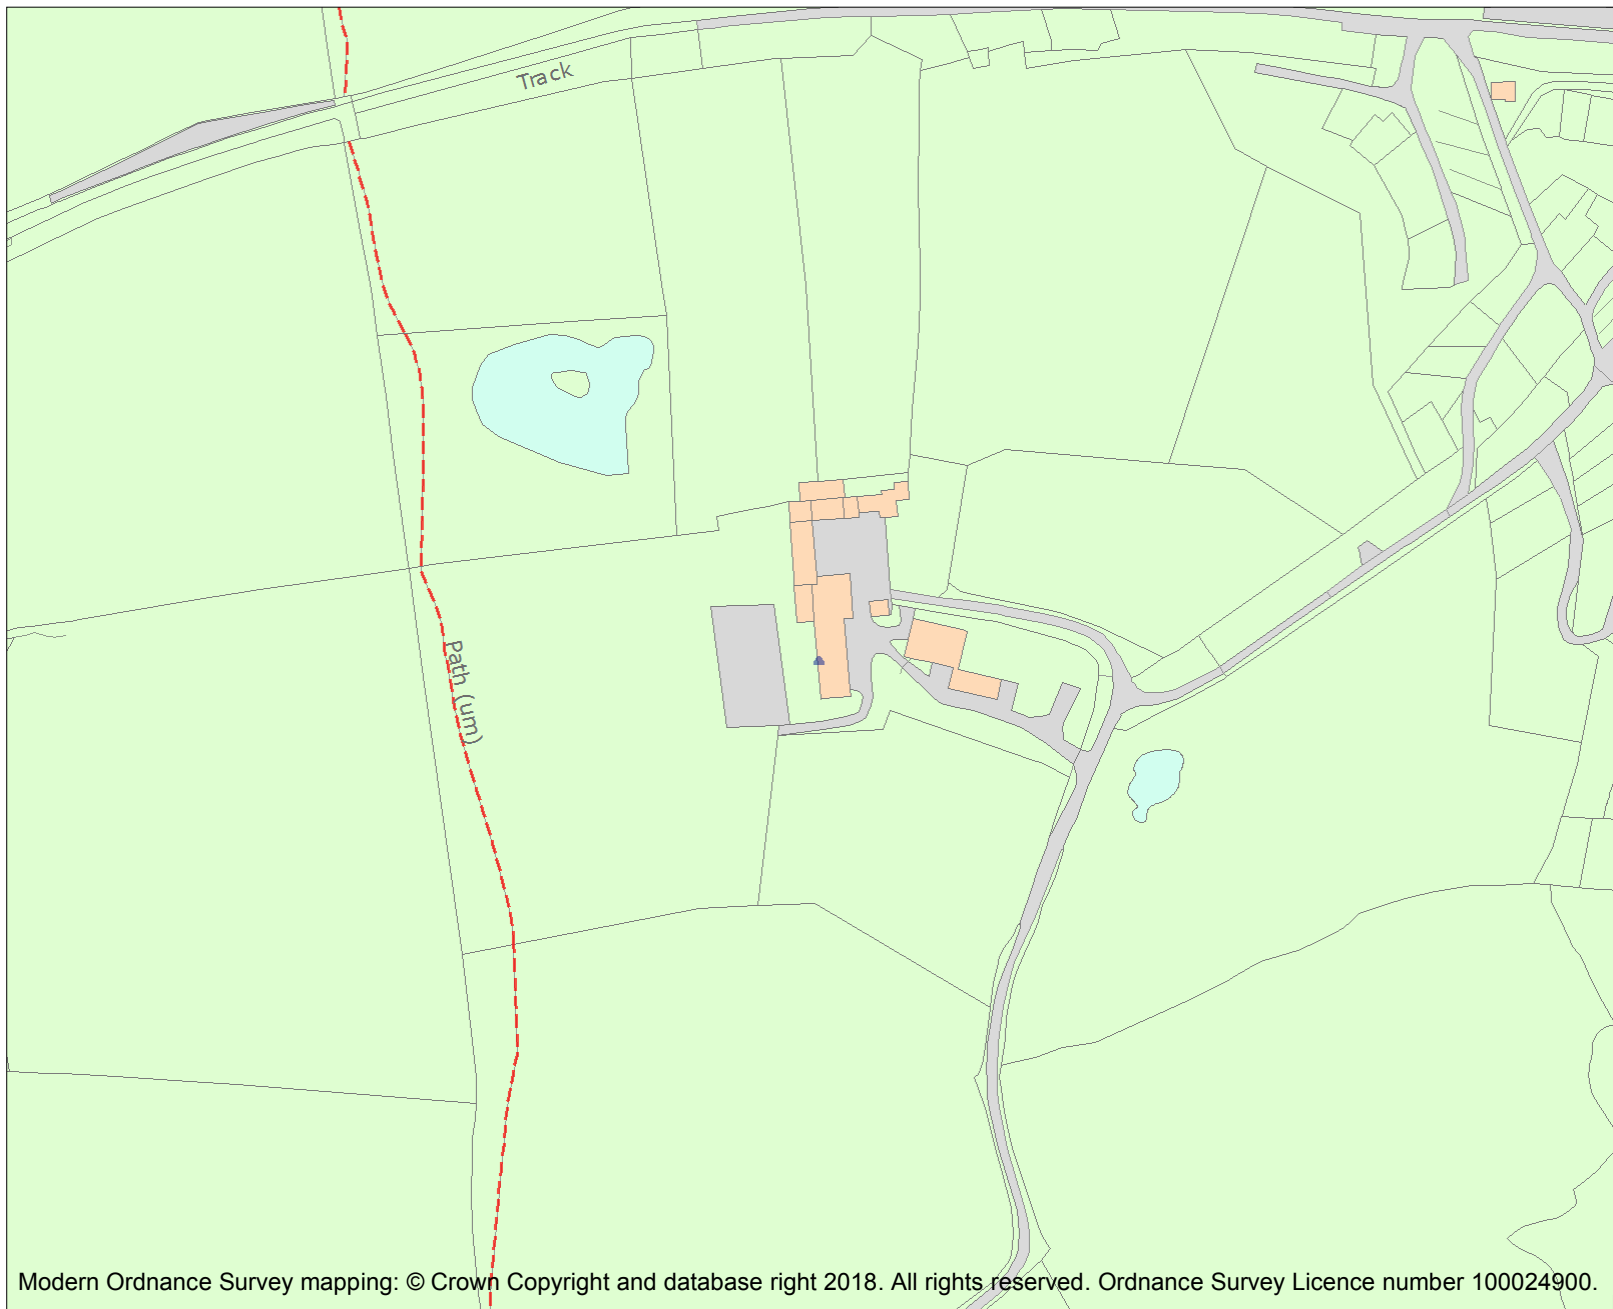 Track
Path (um)
Modern Ordnance Survey mapping: © Crown Copyright and database right 2018. All rights reserved. Ordnance Survey Licence number 100024900.